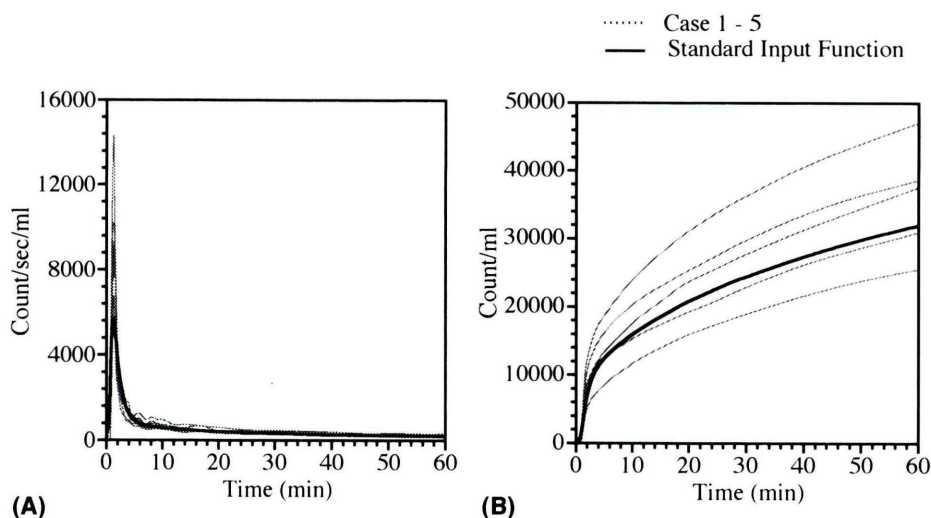 Case 1 - 5
Standard Input Function
16000
12000
8000
4000
0
Count/sec/ml
0 10 20 30 40 50 60
Time (min)
(A)
50000
40000
30000
20000
10000
0
Count/ml
0 10 20 30 40 50 60
Time (min)
(B)